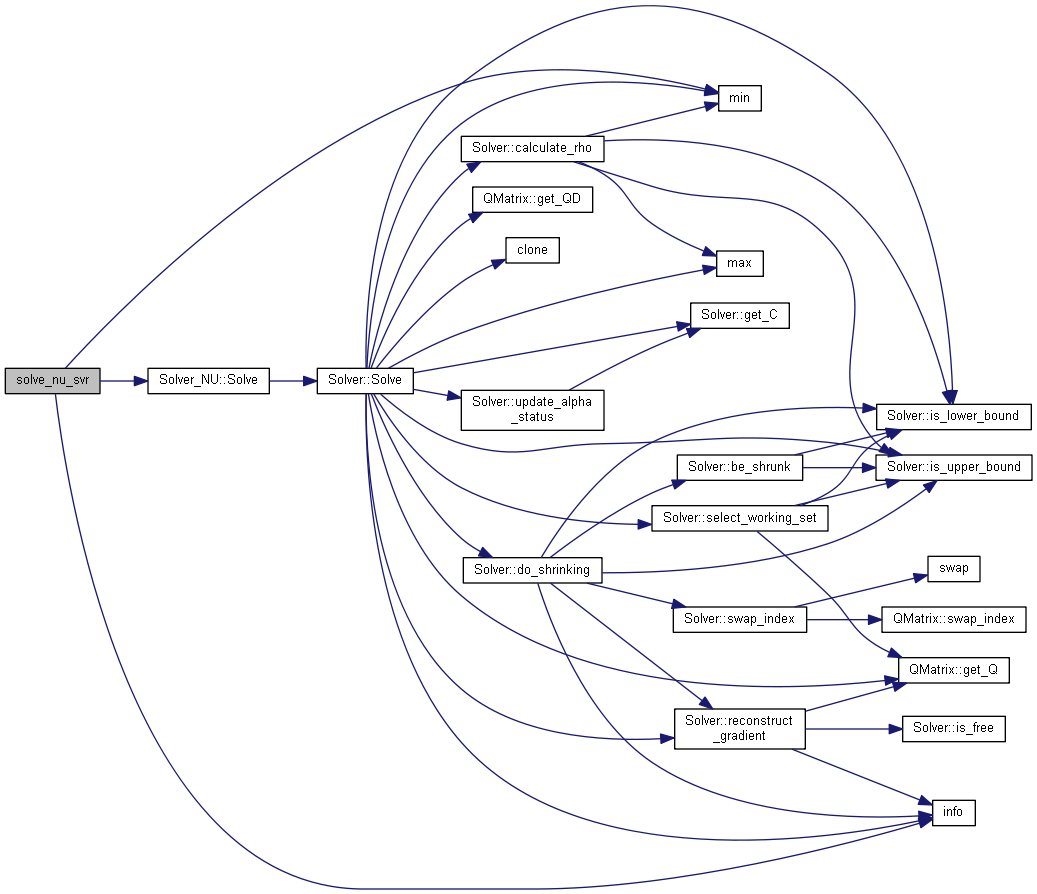 min
Solver::calculate_rho
QMatrix::get_QD
clone
max
Solver::get_C
solve_nu_svr
Solver_NU::Solve
Solver::Solve
Solver::update_alpha
_status
Solver::is_lower_bound
Solver::be_shrunk
Solver::is_upper_bound
Solver::select_working_set
Solver::do_shrinking
swap
Solver::swap_index
QMatrix::swap_index
QMatrix::get_Q
Solver::reconstruct
_gradient
Solver::is_free
info